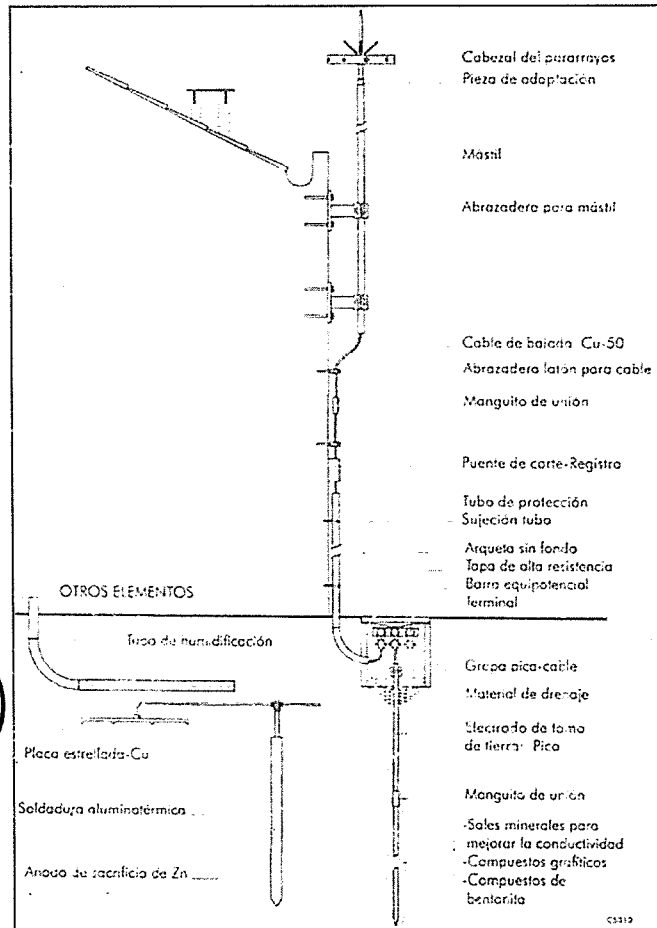 Cabezal del pararrayos
Pieza de adaptación
Mástil
Abrazadera para mástil
Cable de bajada Cu-50
Abrazadera latón para cable
Manguito de unión
Puente de corte-Registro
Tubo de protección
Sujeción tubo
Arqueta sin fondo
Tapa de alta resistencia
Barra equipotencial
Terminal
OTROS ELEMENTOS
Tubo de humidificación
Placa estrellada-Cu
Soldadura aluminotérmica
Anodo de sacrificio de Zn
Grapa pica-cable
Material de drenaje
Electrodo de toma
de tierra: Pica
Manguito de unión
-Sales minerales para
mejorar la conductividad
-Compuestos grafíticos
-Compuestos de
bentonita